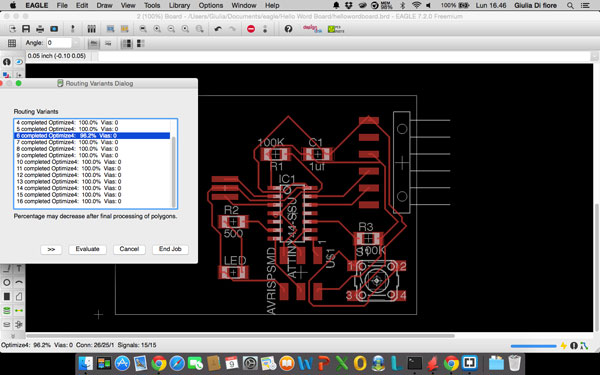 EAGLE File Edit Draw View Tools Library Options Window Help 100% Lun 16.46 Giulia Di fiore
2 (100%) Board - /Users/Giulia/Documents/eagle/Hello Word Board/hellowordboard.brd - EAGLE 7.2.0 Freemium
Angle: 0
0.05 inch (-0.10 0.05)
Routing Variants Dialog
Routing Variants
4 completed Optimize4: 100.0% Vias: 0
5 completed Optimize4: 100.0% Vias: 0
6 completed Optimize4: 96.2% Vias: 0
7 completed Optimize4: 100.0% Vias: 0
8 completed Optimize4: 100.0% Vias: 0
9 completed Optimize4: 100.0% Vias: 0
10 completed Optimize4: 100.0% Vias: 0
11 completed Optimize4: 100.0% Vias: 0
12 completed Optimize4: 100.0% Vias: 0
13 completed Optimize4: 100.0% Vias: 0
14 completed Optimize4: 100.0% Vias: 0
15 completed Optimize4: 100.0% Vias: 0
16 completed Optimize4: 100.0% Vias: 0
Percentage may decrease after final processing of polygons.
>> Evaluate Cancel End Job
100K
R1
C1
1uf
IC1
ATTINY44-SSU
R2
500
LED
AVRISPSMD
US1
R3
100K
S1
1 2
3 4
Optimize4: 96.2% Vias: 0 Conn: 26/25/1 Signals: 15/15